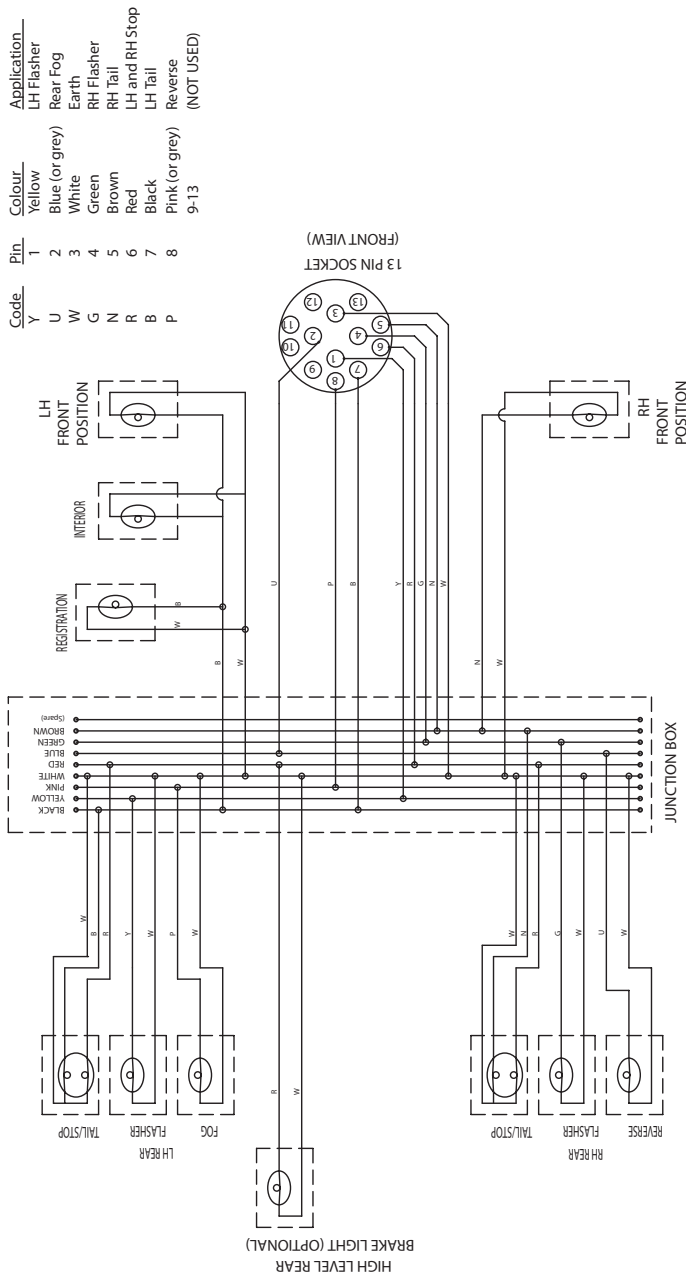 Code Pin Colour Application
Y 1 Yellow LH Flasher
U 2 Blue (or grey) Rear Fog
W 3 White Earth
G 4 Green RH Flasher
N 5 Brown RH Tail
R 6 Red LH and RH Stop
B 7 Black LH Tail
P 8 Pink (or grey) Reverse
9-13 (NOT USED)
LH
FRONT
POSITION
INTERIOR
REGISTRATION
B
W
B
W
13 PIN SOCKET
(FRONT VIEW)
1
2
3
4
5
6
7
8
9
10
11
12
13
U
P
B
Y
R
G
N
W
RH
FRONT
POSITION
N
W
JUNCTION BOX
(Spare)
BROWN
GREEN
BLUE
RED
WHITE
PINK
YELLOW
BLACK
W
B
R
Y
W
P
W
TAIL/STOP
FLASHER
FOG
LH REAR
R
W
HIGH LEVEL REAR
BRAKE LIGHT (OPTIONAL)
W
N
R
G
W
U
W
TAIL/STOP
FLASHER
REVERSE
RH REAR